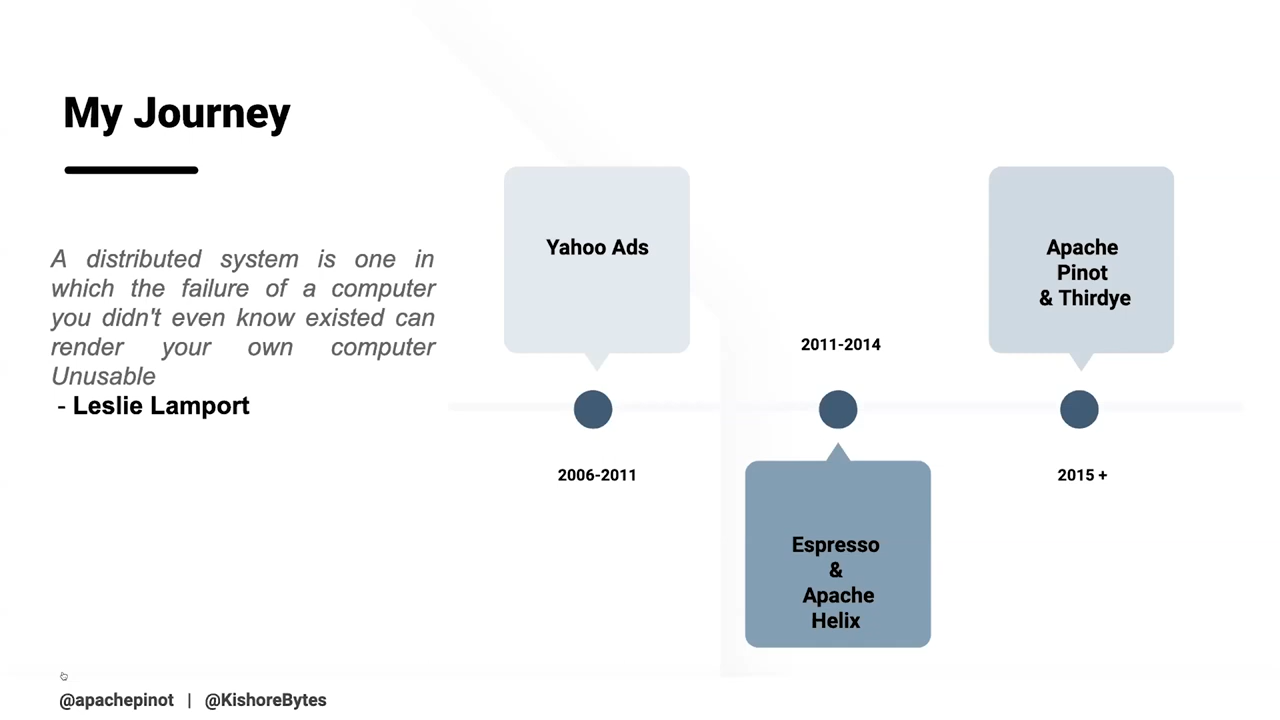 My Journey
A distributed system is one in
which the failure of a computer
you didn't even know existed can
render your own computer
Unusable
- Leslie Lamport
Yahoo Ads
2006-2011
2011-2014
Espresso
&
Apache
Helix
Apache
Pinot
& Thirdye
2015 +
@apachepinot | @KishoreBytes